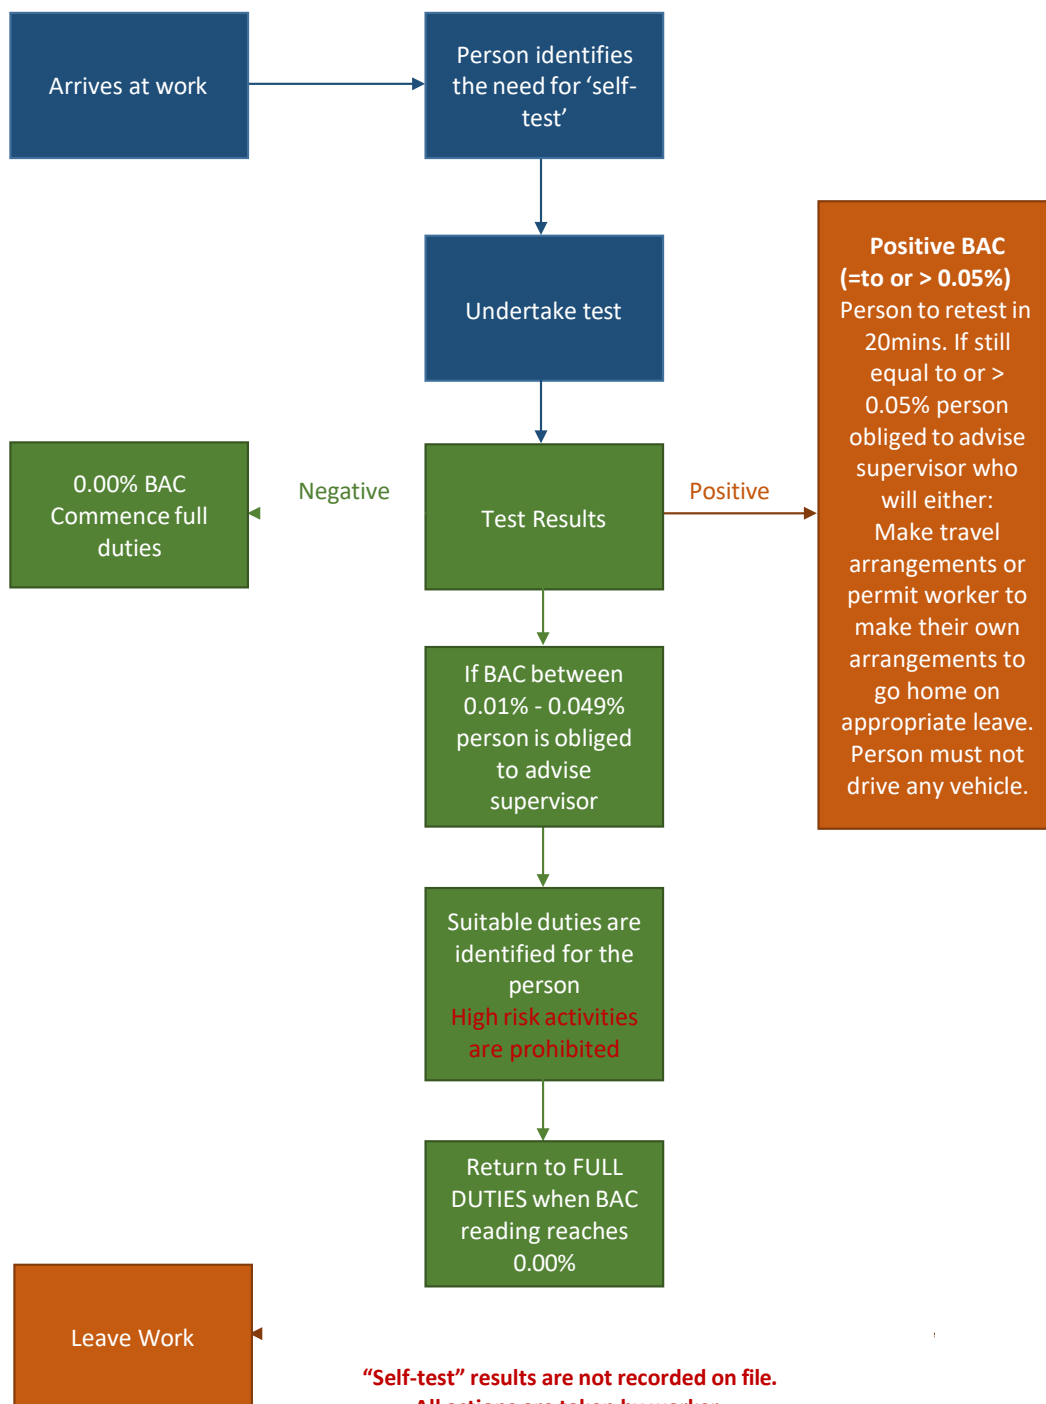 Arrives at work
Person identifies
the need for ‘self-
test’
Undertake test
Positive BAC
(=to or > 0.05%)
Person to retest in
20mins. If still
equal to or >
0.05% person
obliged to advise
supervisor who
will either:
Make travel
arrangements or
permit worker to
make their own
arrangements to
go home on
appropriate leave.
Person must not
drive any vehicle.
0.00% BAC
Commence full
duties
Negative
Test Results
Positive
If BAC between
0.01% - 0.049%
person is obliged
to advise
supervisor
Suitable duties are
identified for the
person
High risk activities
are prohibited
Return to FULL
DUTIES when BAC
reading reaches
0.00%
Leave Work
“Self-test” results are not recorded on file.
All actions are taken by worker